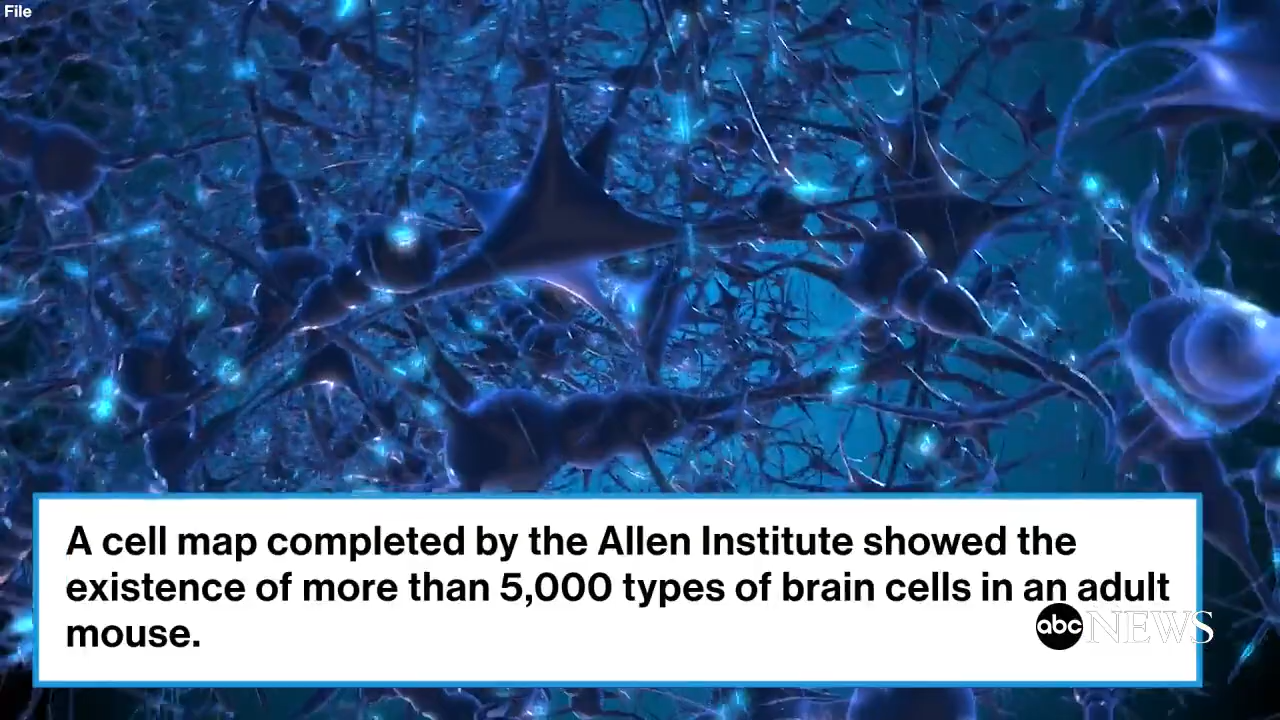 File
A cell map completed by the Allen Institute showed the
existence of more than 5,000 types of brain cells in an adult
mouse.
abc NEWS